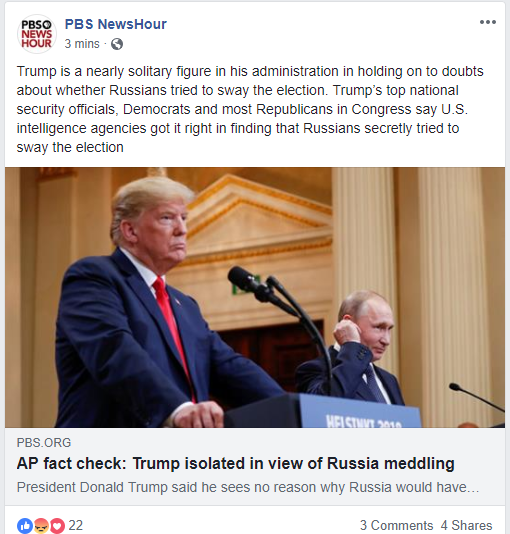 PBS
NEWS
HOUR
PBS NewsHour
3 mins ·
Trump is a nearly solitary figure in his administration in holding on to doubts
about whether Russians tried to sway the election. Trump's top national
security officials, Democrats and most Republicans in Congress say U.S.
intelligence agencies got it right in finding that Russians secretly tried to
sway the election
HELSINKI 2018
PBS.ORG
AP fact check: Trump isolated in view of Russia meddling
President Donald Trump said he sees no reason why Russia would have...
22
3 Comments 4 Shares